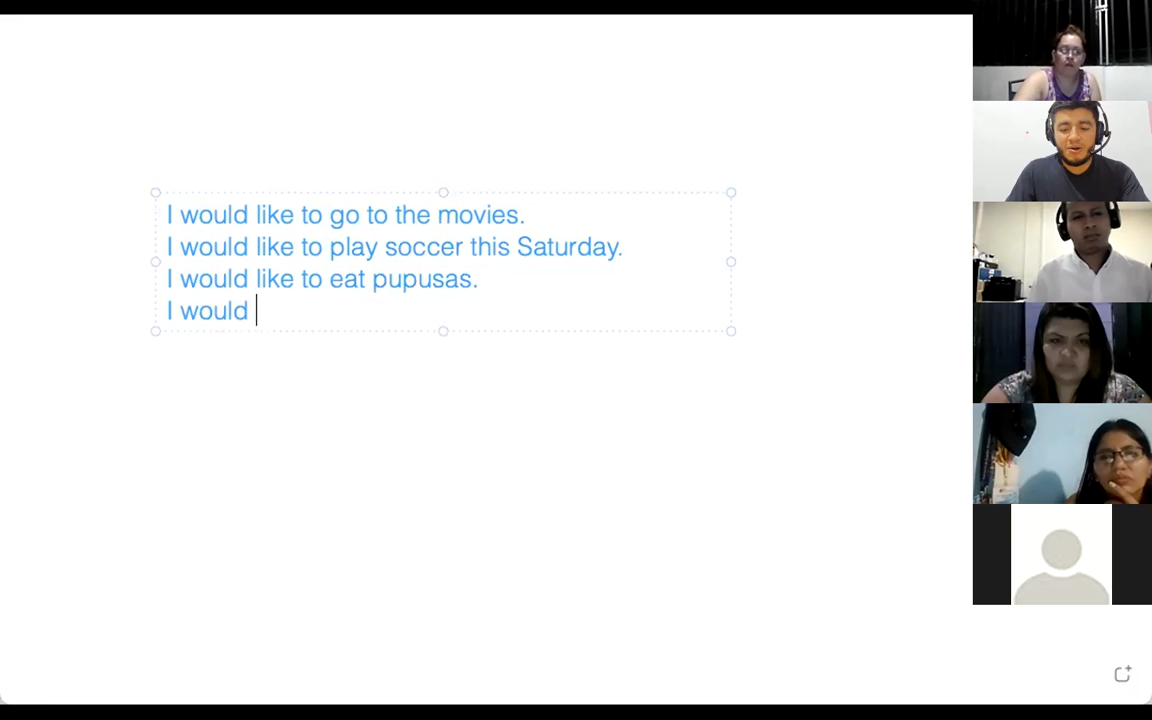 I would like to go to the movies.
I would like to play soccer this Saturday.
I would like to eat pupusas.
I would